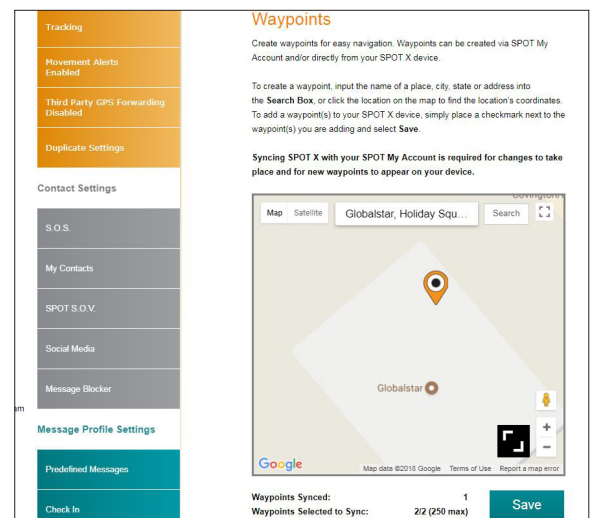 Tracking
Movement Alerts
Enabled
Third Party GPS Forwarding
Disabled
Duplicate Settings
Contact Settings
S.O.S.
My Contacts
SPOT S.O.V.
Social Media
Message Blocker
am
Message Profile Settings
Predefined Messages
Check In
Waypoints
Create waypoints for easy navigation. Waypoints can be created via SPOT My
Account and/or directly from your SPOT X device.
To create a waypoint, input the name of a place, city, state or address into
the Search Box, or click the location on the map to find the location's coordinates.
To add a waypoint(s) to your SPOT X device, simply place a checkmark next to the
waypoint(s) you are adding and select Save.
Syncing SPOT X with your SPOT My Account is required for changes to take
place and for new waypoints to appear on your device.
Map Satellite Globalstar, Holiday Squ... Search
Globalstar
Google Map data ©2018 Google Terms of Use Report a map error
Waypoints Synced: 1
Waypoints Selected to Sync: 2/2 (250 max)
Save